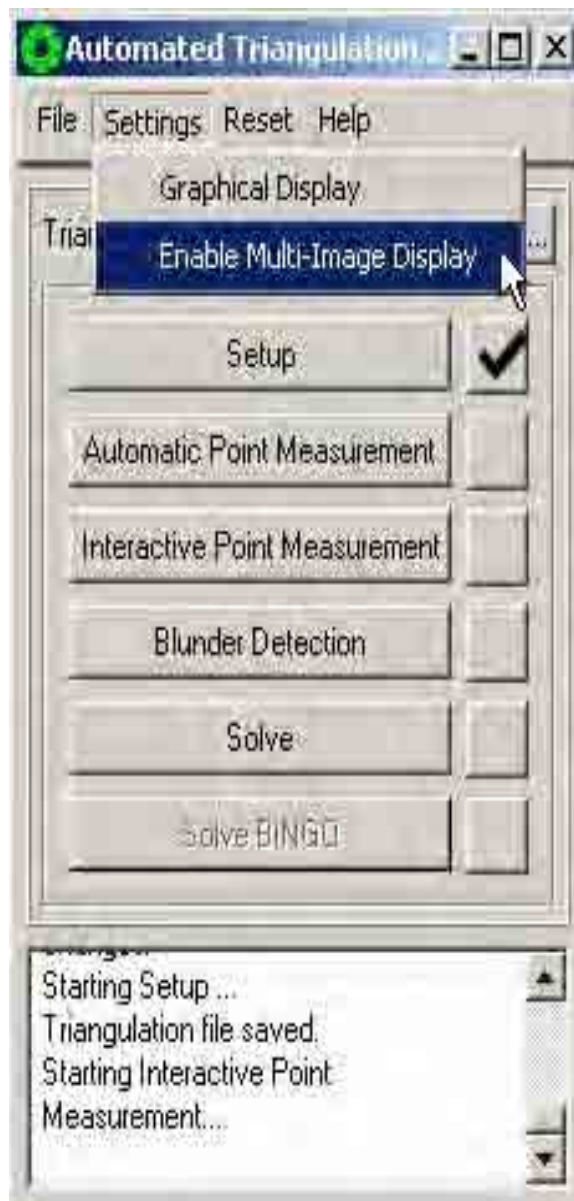 Automated Triangulation...
File Settings Reset Help
Graphical Display
Enable Multi-Image Display
Setup
Automatic Point Measurement
Interactive Point Measurement
Blunder Detection
Solve
Solve BINGO
Starting Setup ...
Triangulation file saved.
Starting Interactive Point
Measurement....